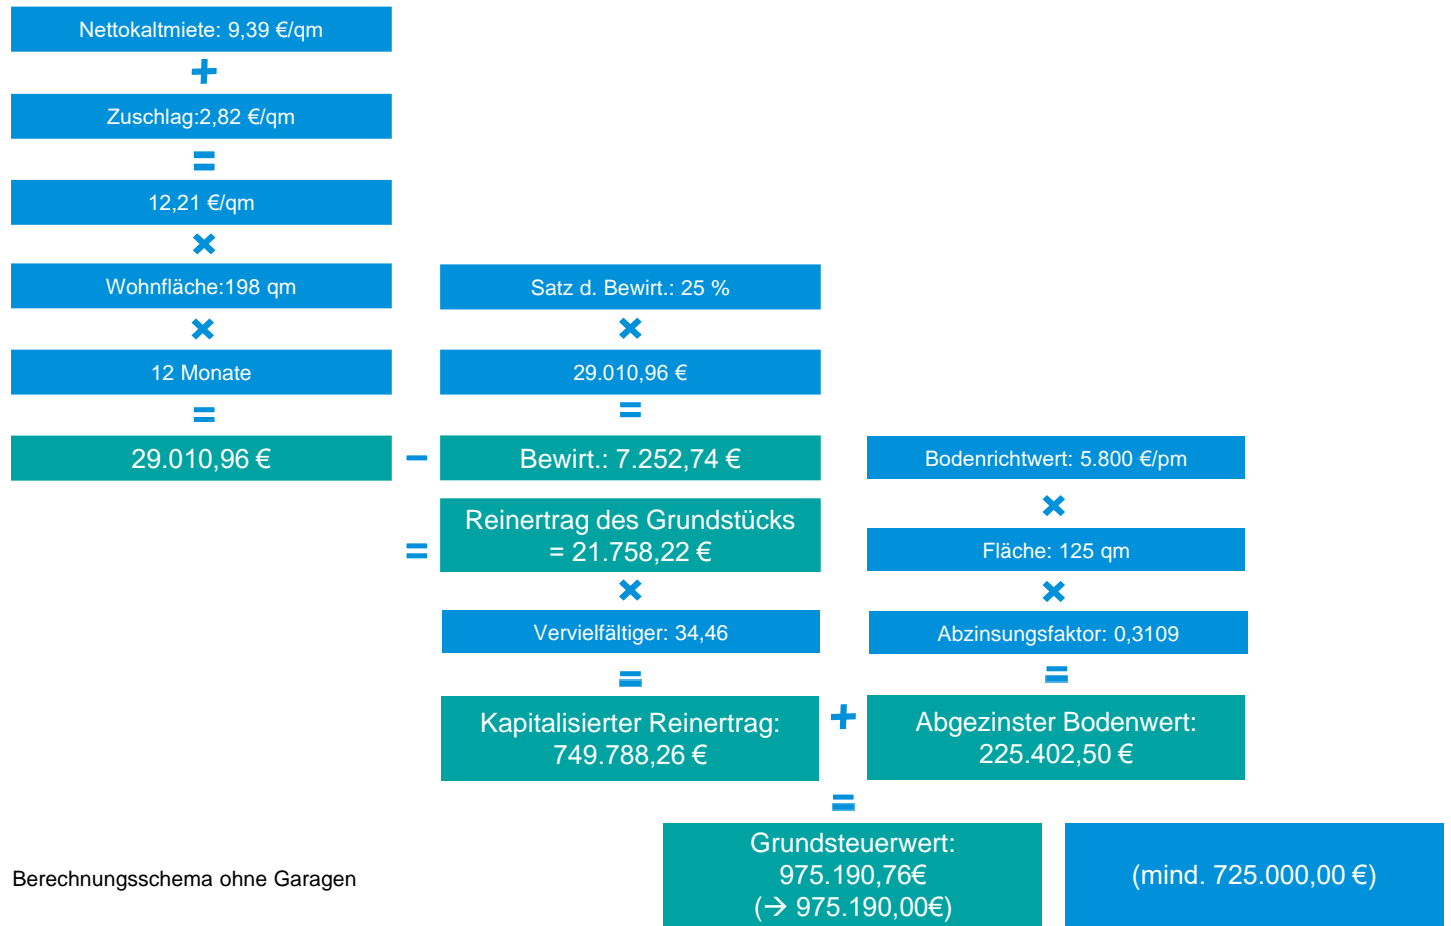 Nettokaltmiete: 9,39 €/qm
+
Zuschlag:2,82 €/qm
=
12,21 €/qm
×
Wohnfläche:198 qm
×
12 Monate
=
29.010,96 €
–
Satz d. Bewirt.: 25 %
×
29.010,96 €
=
Bewirt.: 7.252,74 €
=
Reinertrag des Grundstücks
= 21.758,22 €
×
Vervielfältiger: 34,46
=
Kapitalisierter Reinertrag:
749.788,26 €
+
Bodenrichtwert: 5.800 €/pm
×
Fläche: 125 qm
×
Abzinsungsfaktor: 0,3109
=
Abgezinster Bodenwert:
225.402,50 €
=
Grundsteuerwert:
975.190,76€
(→ 975.190,00€)
(mind. 725.000,00 €)
Berechnungsschema ohne Garagen